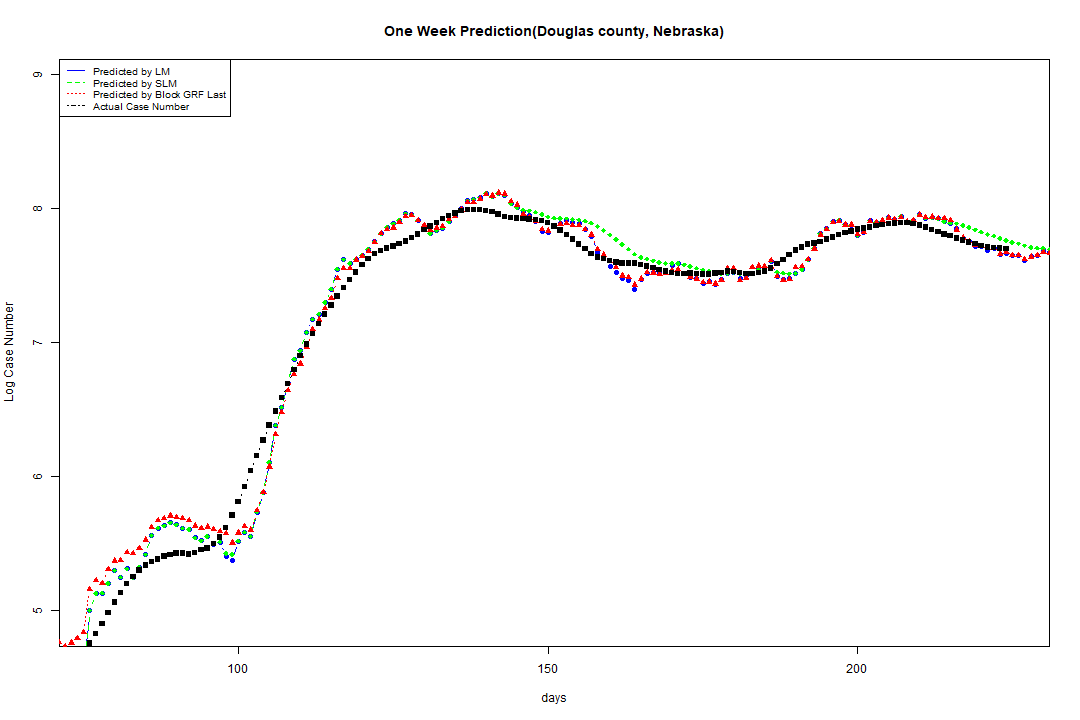 One Week Prediction(Douglas county, Nebraska)
9
Predicted by LM
Predicted by SLM
Predicted by Block GRF Last
Actual Case Number
8
7
6
5
Log Case Number
100 150 200
days